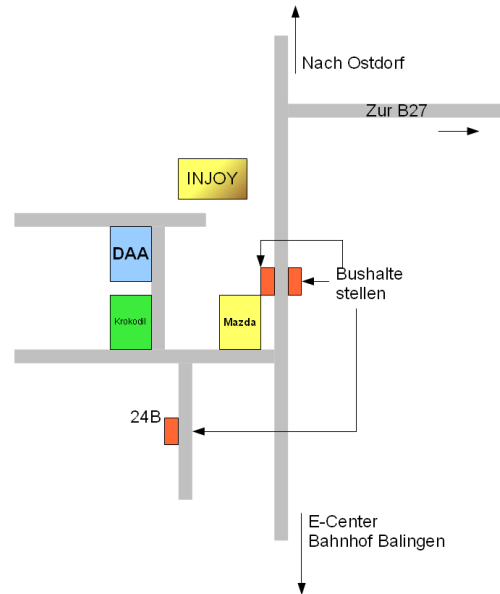 Nach Ostdorf
Zur B27
INJOY
DAA
Bushalte
stellen
Krokodil
Mazda
24B
E-Center
Bahnhof Balingen